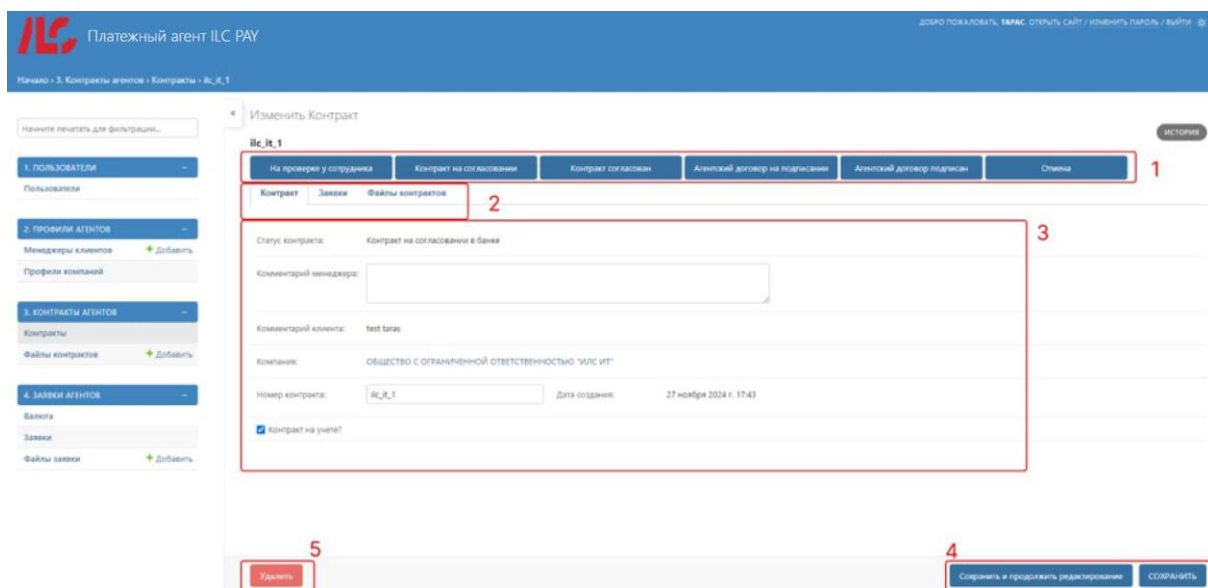 ILC Платежный агент ILC PAY
ДОБРО ПОЖАЛОВАТЬ, ТАРАС. ОТКРЫТЬ САЙТ / ИЗМЕНИТЬ ПАРОЛЬ / ВЫЙТИ
Начало › 3. Контракты агентов › Контракты › ilc_it_1
Начните печатать для фильтрации...
1. ПОЛЬЗОВАТЕЛИ −
Пользователи
2. ПРОФИЛИ АГЕНТОВ −
Менеджеры клиентов + Добавить
Профили компаний
3. КОНТРАКТЫ АГЕНТОВ −
Контракты
Файлы контрактов + Добавить
4. ЗАЯВКИ АГЕНТОВ −
Валюта
Заявки
Файлы заявки + Добавить
«
Изменить Контракт
ilc_it_1
ИСТОРИЯ
На проверке у сотрудника Контракт на согласовании Контракт согласован Агентский договор на подписании Агентский договор подписан Отмена
1
Контракт Заявки Файлы контрактов
2
3
Статус контракта: Контракт на согласовании в банке
Комментарий менеджера:
Комментарий клиента: test taras
Компания: ОБЩЕСТВО С ОГРАНИЧЕННОЙ ОТВЕТСТВЕННОСТЬЮ "ИЛС ИТ"
Номер контракта: ilc_it_1 Дата создания: 27 ноября 2024 г. 17:43
Контракт на учете?
5
Удалить
4
Сохранить и продолжить редактирование СОХРАНИТЬ